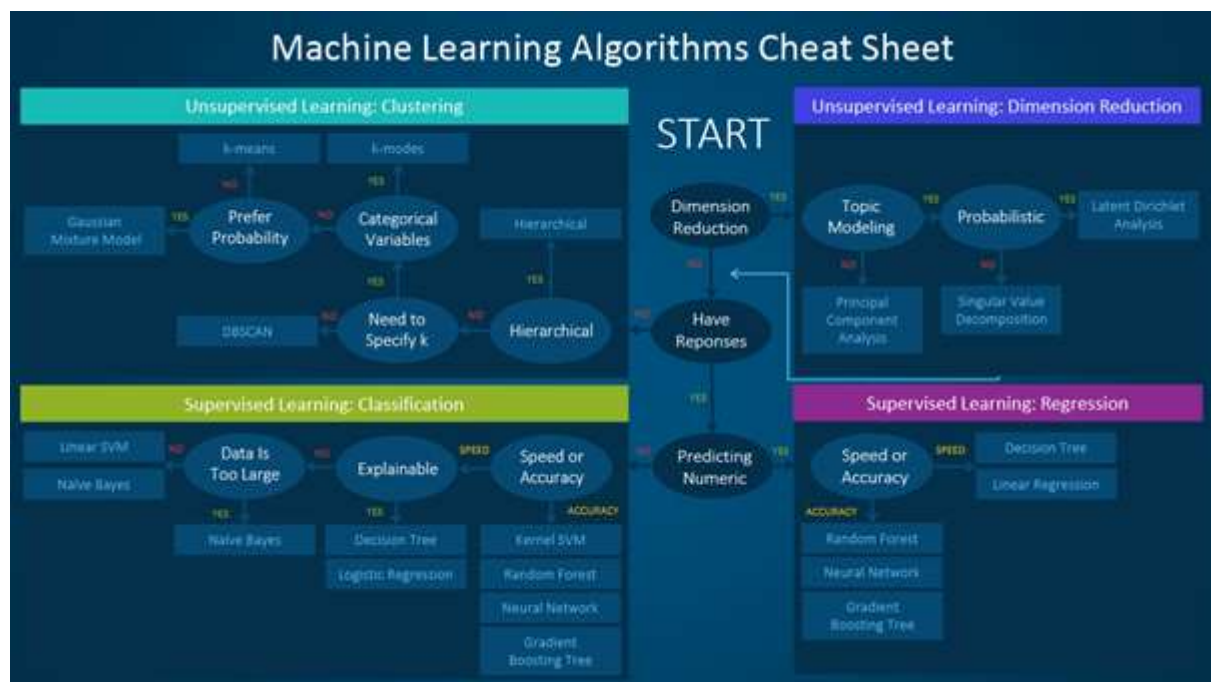 Machine Learning Algorithms Cheat Sheet
Unsupervised Learning: Clustering
k-means
k-modes
NO
YES
Gaussian
Mixture Model
YES
Prefer
Probability
NO
Categorical
Variables
Hierarchical
YES
YES
DBSCAN
NO
Need to
Specify k
NO
Hierarchical
START
Dimension
Reduction
YES
NO
NO
Have
Reponses
YES
NO
Predicting
Numeric
YES
Unsupervised Learning: Dimension Reduction
Topic
Modeling
YES
Probabilistic
YES
Latent Dirichlet
Analysis
NO
NO
Principal
Component
Analysis
Singular Value
Decomposition
Supervised Learning: Classification
Linear SVM
Naïve Bayes
NO
Data Is
Too Large
NO
Explainable
SPEED
Speed or
Accuracy
YES
YES
ACCURACY
Naïve Bayes
Decision Tree
Logistic Regression
Kernel SVM
Random Forest
Neural Network
Gradient
Boosting Tree
Supervised Learning: Regression
Speed or
Accuracy
SPEED
Decision Tree
Linear Regression
ACCURACY
Random Forest
Neural Network
Gradient
Boosting Tree